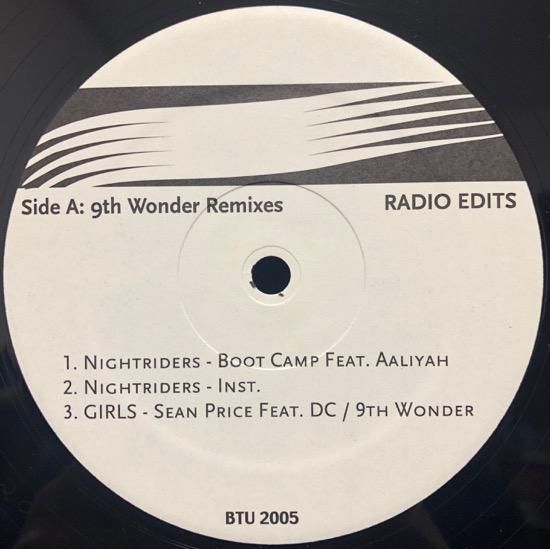 Side A: 9th Wonder Remixes RADIO EDITS
1. NIGHTRIDERS - BOOT CAMP FEAT. AALIYAH
2. NIGHTRIDERS - INST.
3. GIRLS - SEAN PRICE FEAT. DC / 9TH WONDER
BTU 2005